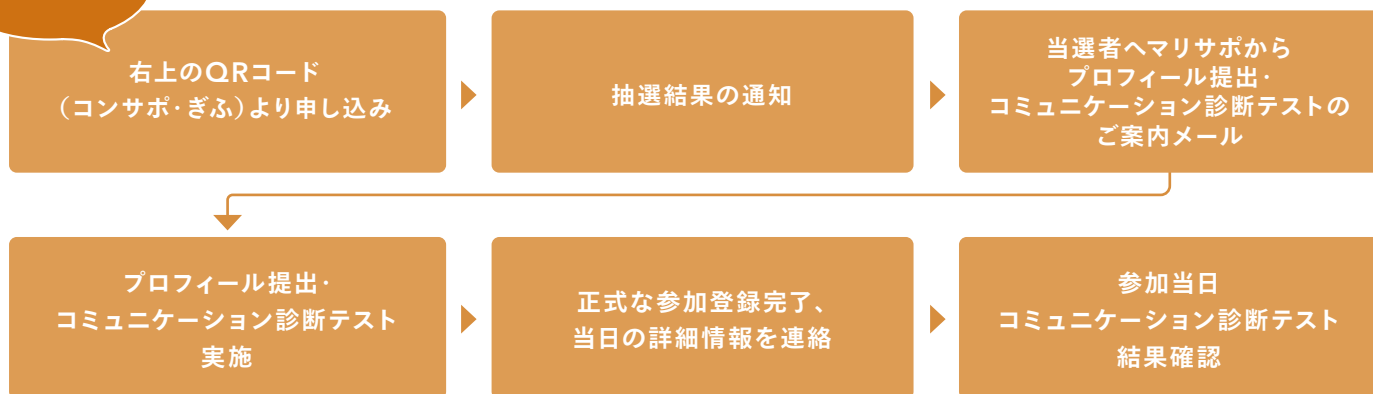 右上のQRコード
（コンサポ・ぎふ）より申し込み
抽選結果の通知
当選者へマリサポから
プロフィール提出・
コミュニケーション診断テストの
ご案内メール
プロフィール提出・
コミュニケーション診断テスト
実施
正式な参加登録完了、
当日の詳細情報を連絡
参加当日
コミュニケーション診断テスト
結果確認